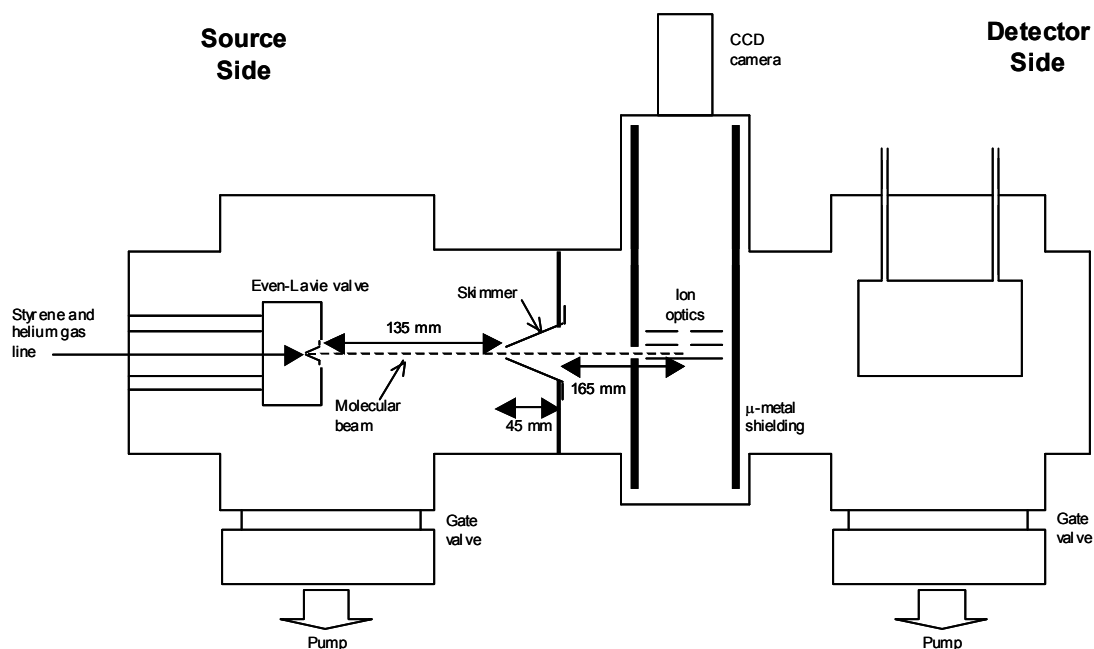 Source
Side
CCD
camera
Detector
Side
Even-Lavie valve
Skimmer
Ion
optics
Styrene and
helium gas
line
135 mm
165 mm
Molecular
beam
45 mm
μ-metal
shielding
Gate
valve
Gate
valve
Pump
Pump